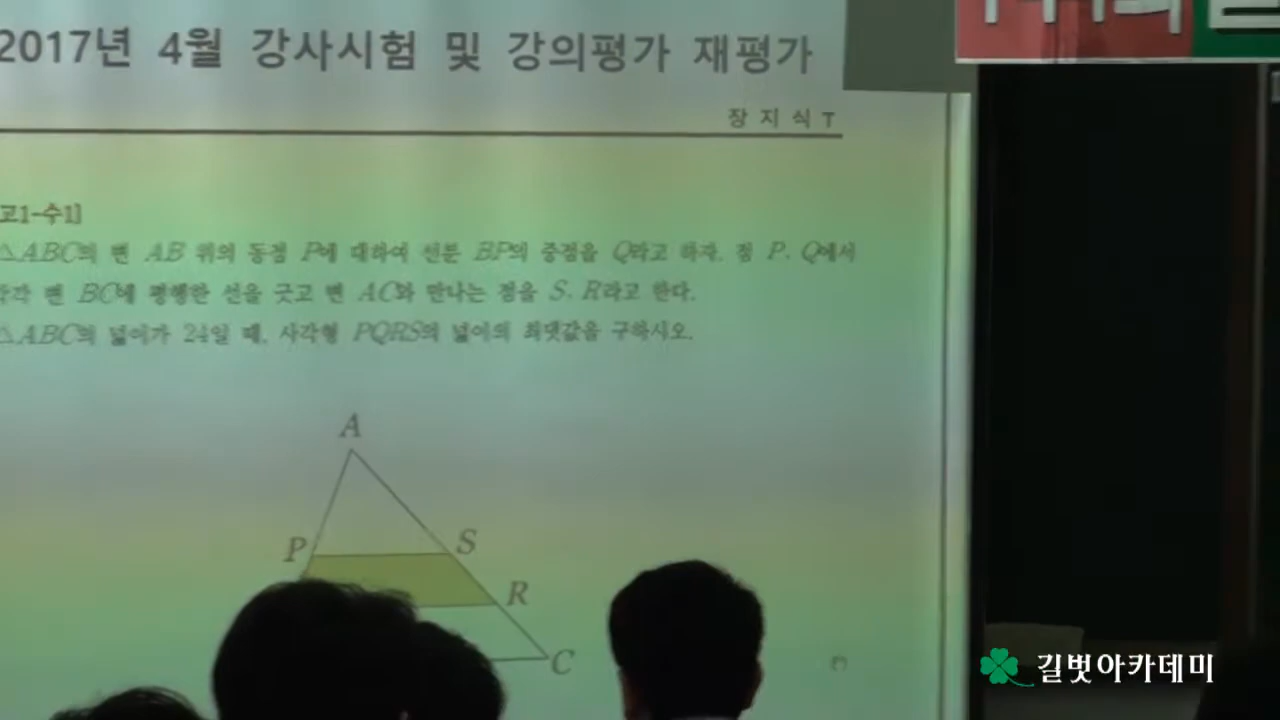 2017년 4월 강사시험 및 강의평가 재평가
장 지 식 T
고1-수1]
△ABC의 변 AB 위의 동점 P에 대하여 선분 BP의 중점을 Q라고 하자. 점 P, Q에서
각각 변 BC에 평행한 선을 긋고 변 AC와 만나는 점을 S, R라고 한다.
△ABC의 넓이가 24일 때, 사각형 PQRS의 넓이의 최댓값을 구하시오.
A
P
S
R
C
길벗아카데미